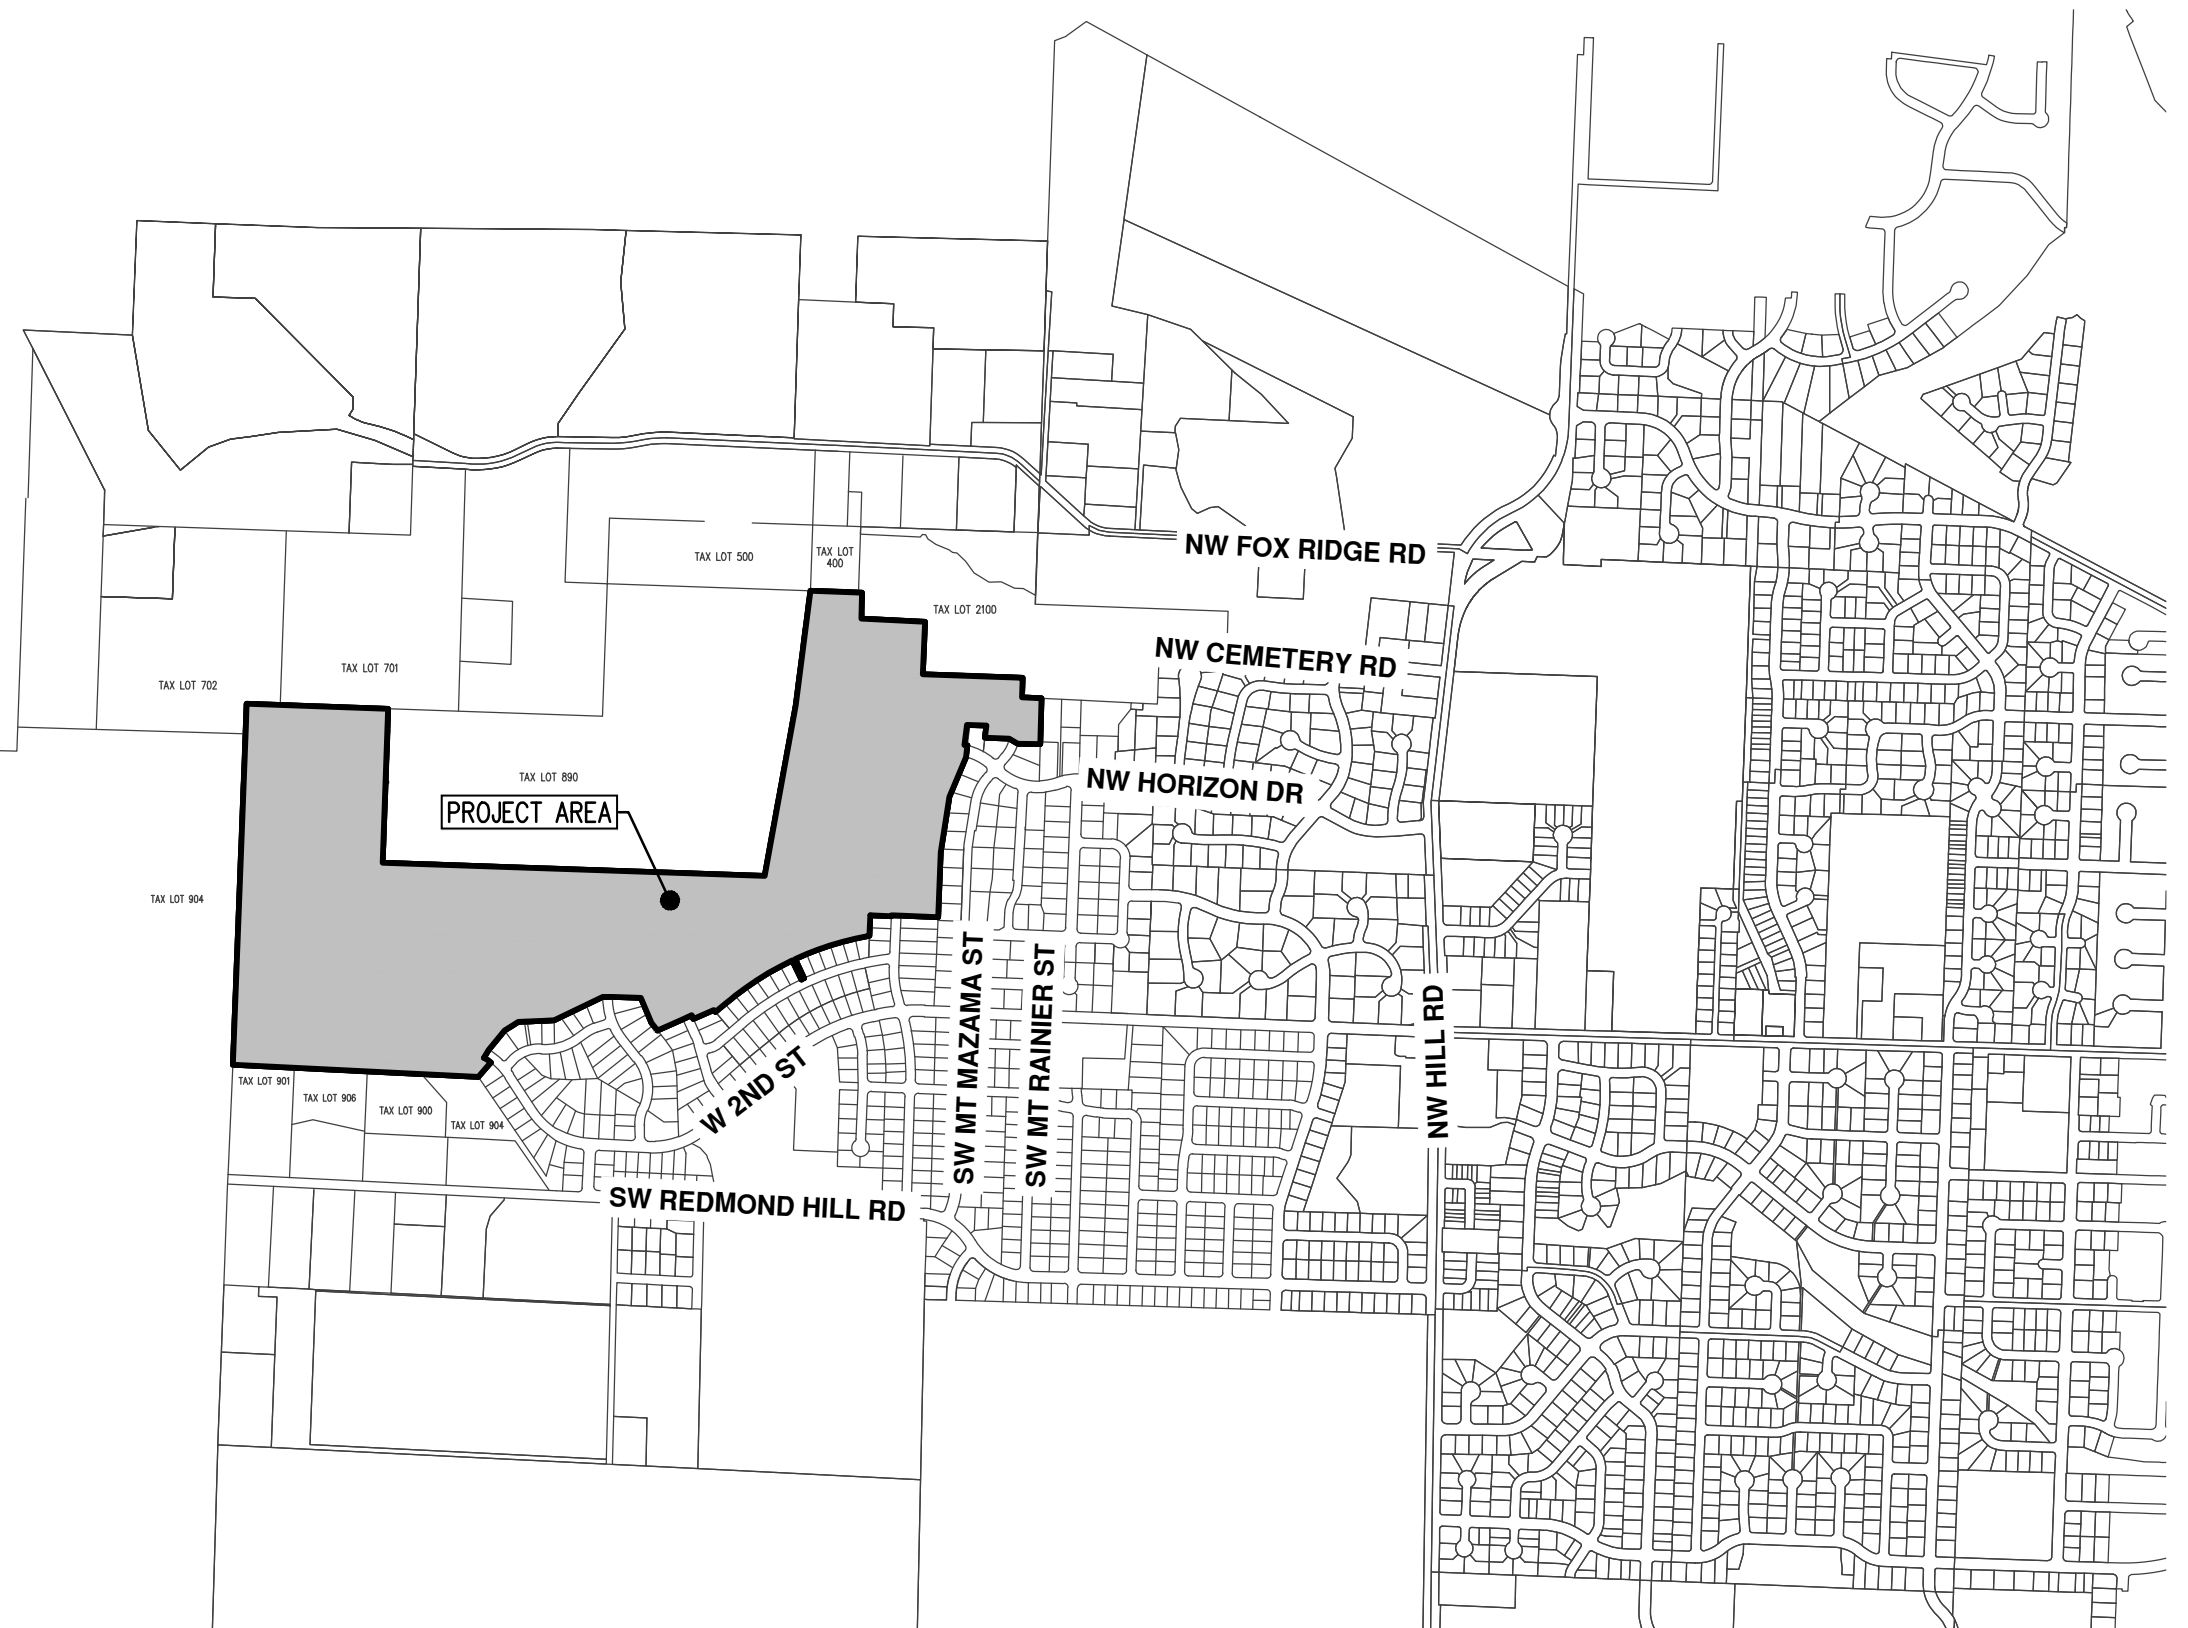 NW FOX RIDGE RD
TAX LOT 500
TAX LOT
400
TAX LOT 2100
NW CEMETERY RD
TAX LOT 701
TAX LOT 702
TAX LOT 890
NW HORIZON DR
PROJECT AREA
TAX LOT 904
SW MT MAZAMA ST
SW MT RAINIER ST
NW HILL RD
W 2ND ST
TAX LOT 901
TAX LOT 906
TAX LOT 900
TAX LOT 904
SW REDMOND HILL RD